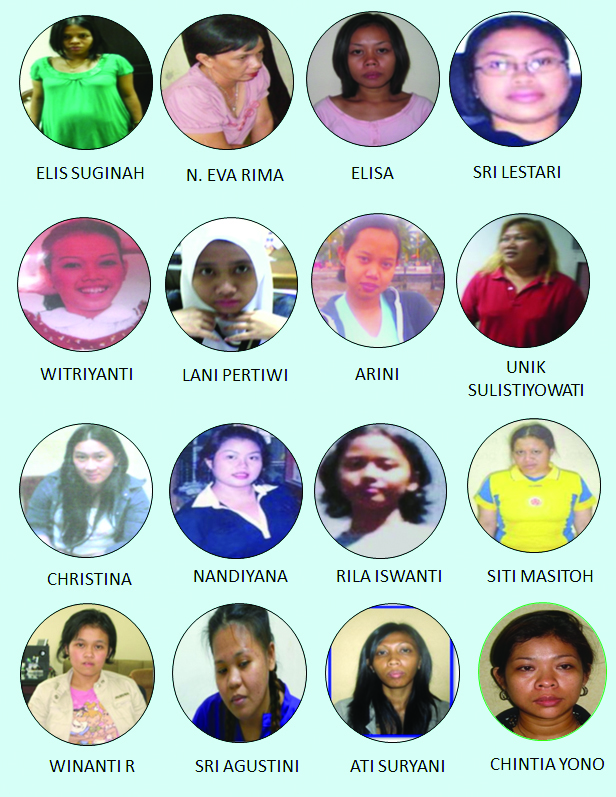 ELIS SUGINAH
N. EVA RIMA
ELISA
SRI LESTARI
WITRIYANTI
LANI PERTIWI
ARINI
UNIK
SULISTIYOWATI
CHRISTINA
NANDIYANA
RILA ISWANTI
SITI MASITOH
WINANTI R
SRI AGUSTINI
ATI SURYANI
CHINTIA YONO